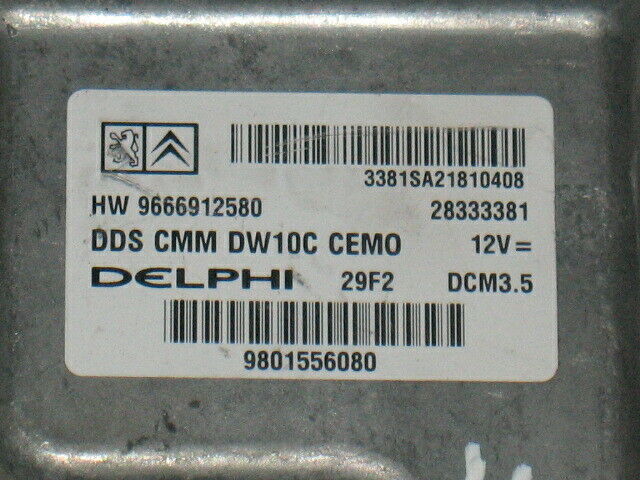 3381SA21810408
HW 9666912580 28333381
DDS CMM DW10C CEMO 12V=
DELPHI 29F2 DCM3.5
9801556080